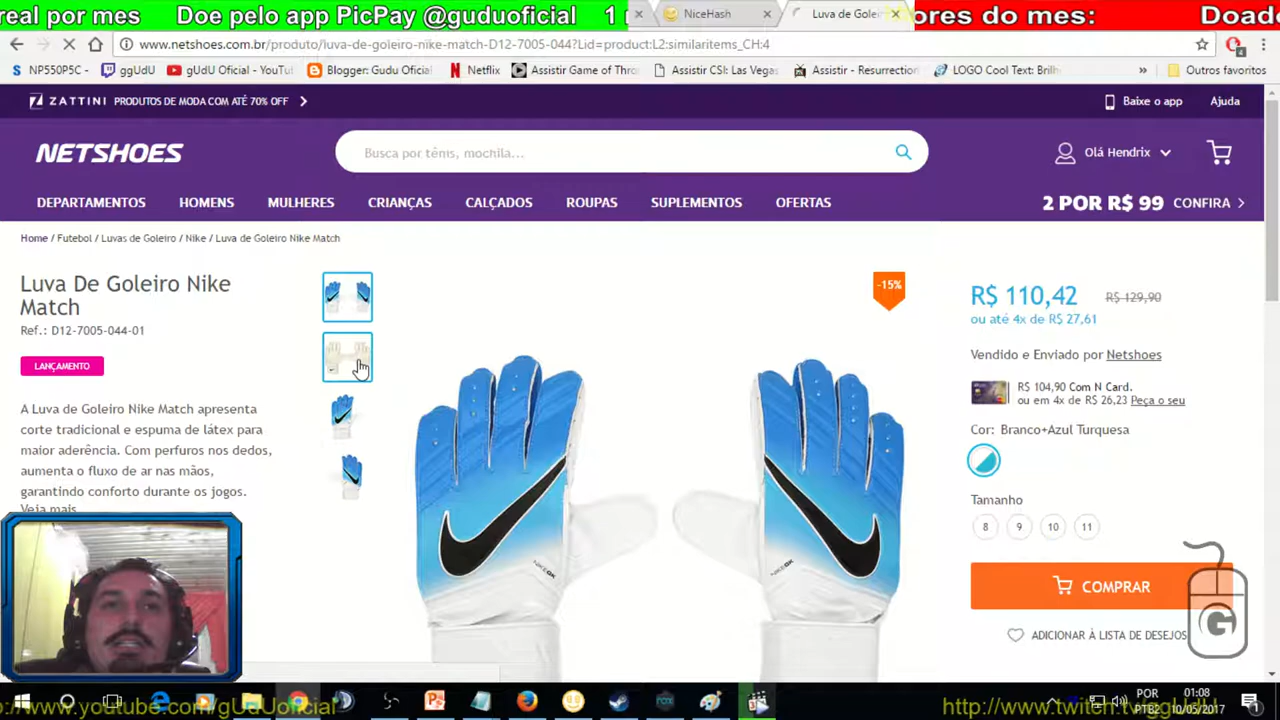 real por mes Doe pelo app PicPay @guduoficial 1 r
NiceHash
Luva de Golei
ores do mes: Doad
www.netshoes.com.br/produto/luva-de-goleiro-nike-match-D12-7005-044?Lid=product:L2:similaritems_CH:4
NP550P5C -
ggUdU
gUdU Oficial - YouTu
Blogger: Gudu Oficial
Netflix
Assistir Game of Thro
Assistir CSI: Las Vegas
Assistir - Resurrection
LOGO Cool Text: Brilh
» Outros favoritos
ZATTINI PRODUTOS DE MODA COM ATÉ 70% OFF
Baixe o app Ajuda
NETSHOES
Busca por tênis, mochila...
Olá Hendrix
DEPARTAMENTOS HOMENS MULHERES CRIANÇAS CALÇADOS ROUPAS SUPLEMENTOS OFERTAS
2 POR R$ 99 CONFIRA
Home / Futebol / Luvas de Goleiro / Nike / Luva de Goleiro Nike Match
Luva De Goleiro Nike
Match
Ref.: D12-7005-044-01
LANÇAMENTO
A Luva de Goleiro Nike Match apresenta
corte tradicional e espuma de látex para
maior aderência. Com perfuros nos dedos,
aumenta o fluxo de ar nas mãos,
garantindo conforto durante os jogos.
Veja mais
-15%
NIKE GK
NIKE GK
R$ 110,42 R$ 129,90
ou até 4x de R$ 27,61
Vendido e Enviado por Netshoes
R$ 104,90 Com N Card.
ou em 4x de R$ 26,23 Peça o seu
Cor: Branco+Azul Turquesa
Tamanho
8 9 10 11
COMPRAR
ADICIONAR À LISTA DE DESEJOS
G
POR
PTB2
01:08
10/05/2017
www.youtube.com/gUdUoficial